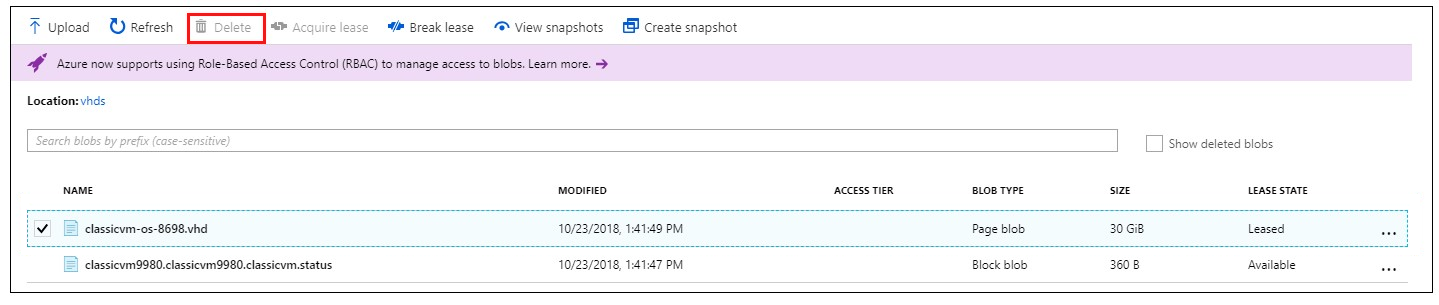 Upload Refresh Delete Acquire lease Break lease View snapshots Create snapshot
Azure now supports using Role-Based Access Control (RBAC) to manage access to blobs. Learn more. →
Location: vhds
Search blobs by prefix (case-sensitive) Show deleted blobs
NAME MODIFIED ACCESS TIER BLOB TYPE SIZE LEASE STATE
classicvm-os-8698.vhd 10/23/2018, 1:41:49 PM Page blob 30 GiB Leased ...
classicvm9980.classicvm9980.classicvm.status 10/23/2018, 1:41:47 PM Block blob 360 B Available ...